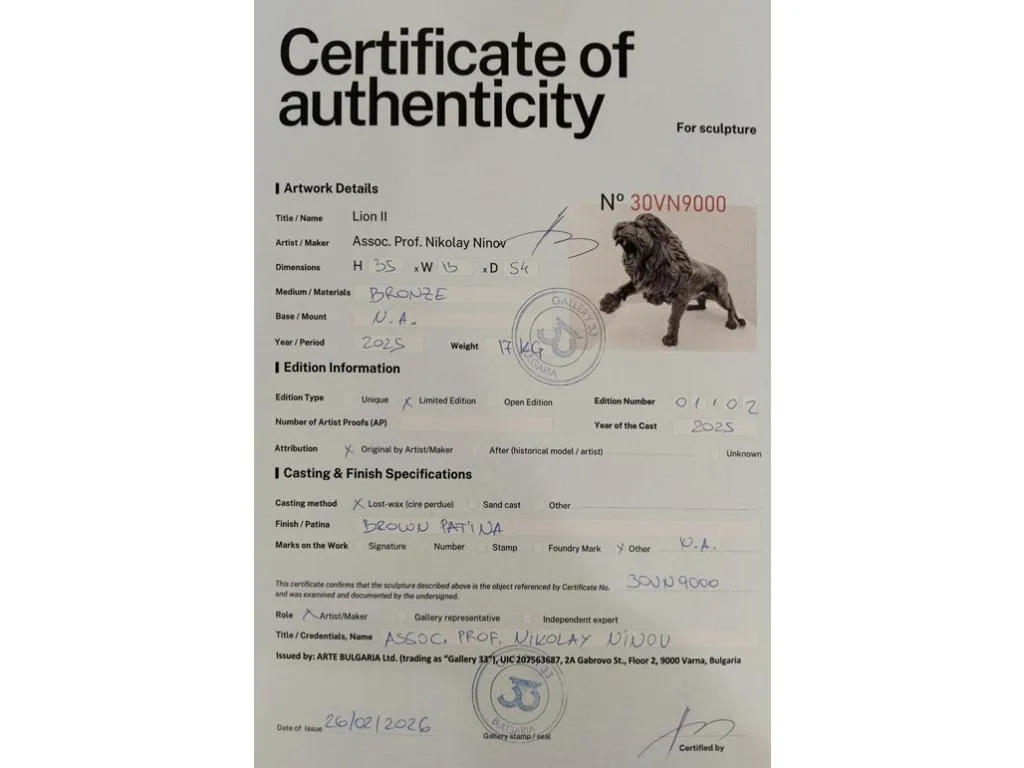 Certificate of
authenticity
For sculpture
Artwork Details
Nº 30VN9000
Title / Name Lion II
Artist / Maker Assoc. Prof. Nikolay Ninov
Dimensions H 35 x W 15 x D 54
Medium / Materials BRONZE
Base / Mount N.A.
Year / Period 2025 Weight 17 KG
GALLERY 33
BULGARIA
Edition Information
Edition Type Unique X Limited Edition Open Edition Edition Number 01/02
Number of Artist Proofs (AP) Year of the Cast 2025
Attribution X Original by Artist/Maker After (historical model / artist) Unknown
Casting & Finish Specifications
Casting method X Lost-wax (cire perdue) Sand cast Other
Finish / Patina BROWN PATINA
Marks on the Work Signature Number Stamp Foundry Mark X Other N.A.
This certificate confirms that the sculpture described above is the object referenced by Certificate No. 30VN9000
and was examined and documented by the undersigned.
Role X Artist/Maker Gallery representative Independent expert
Title / Credentials, Name ASSOC. PROF. NIKOLAY NINOV
Issued by: ARTE BULGARIA Ltd. (trading as "Gallery 33"), UIC 207563687, 2A Gabrovo St., Floor 2, 9000 Varna, Bulgaria
33
BULGARIA
Date of Issue 26/02/2026
Gallery stamp / seal
Certified by